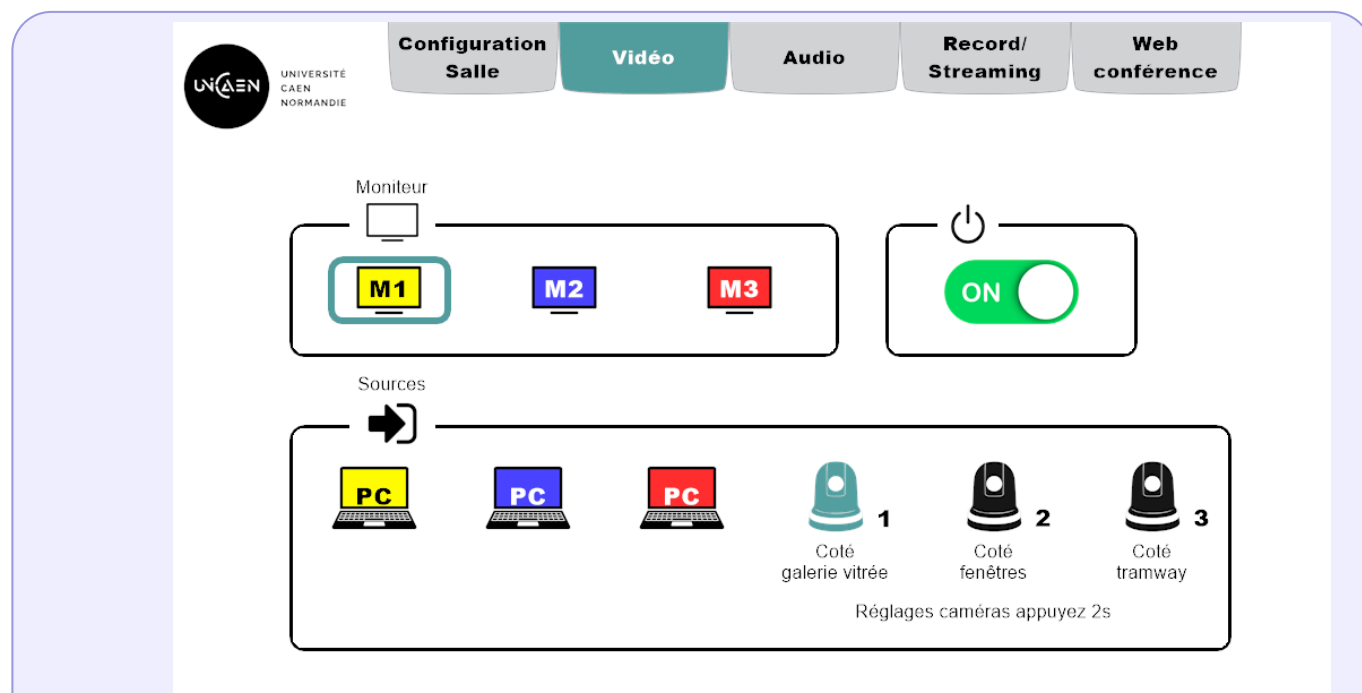 UNICAEN
UNIVERSITÉ
CAEN
NORMANDIE
Configuration
Salle
Vidéo
Audio
Record/
Streaming
Web
conférence
Moniteur
M1
M2
M3
ON
Sources
PC
PC
PC
1
2
3
Coté
galerie vitrée
Coté
fenêtres
Coté
tramway
Réglages caméras appuyez 2s